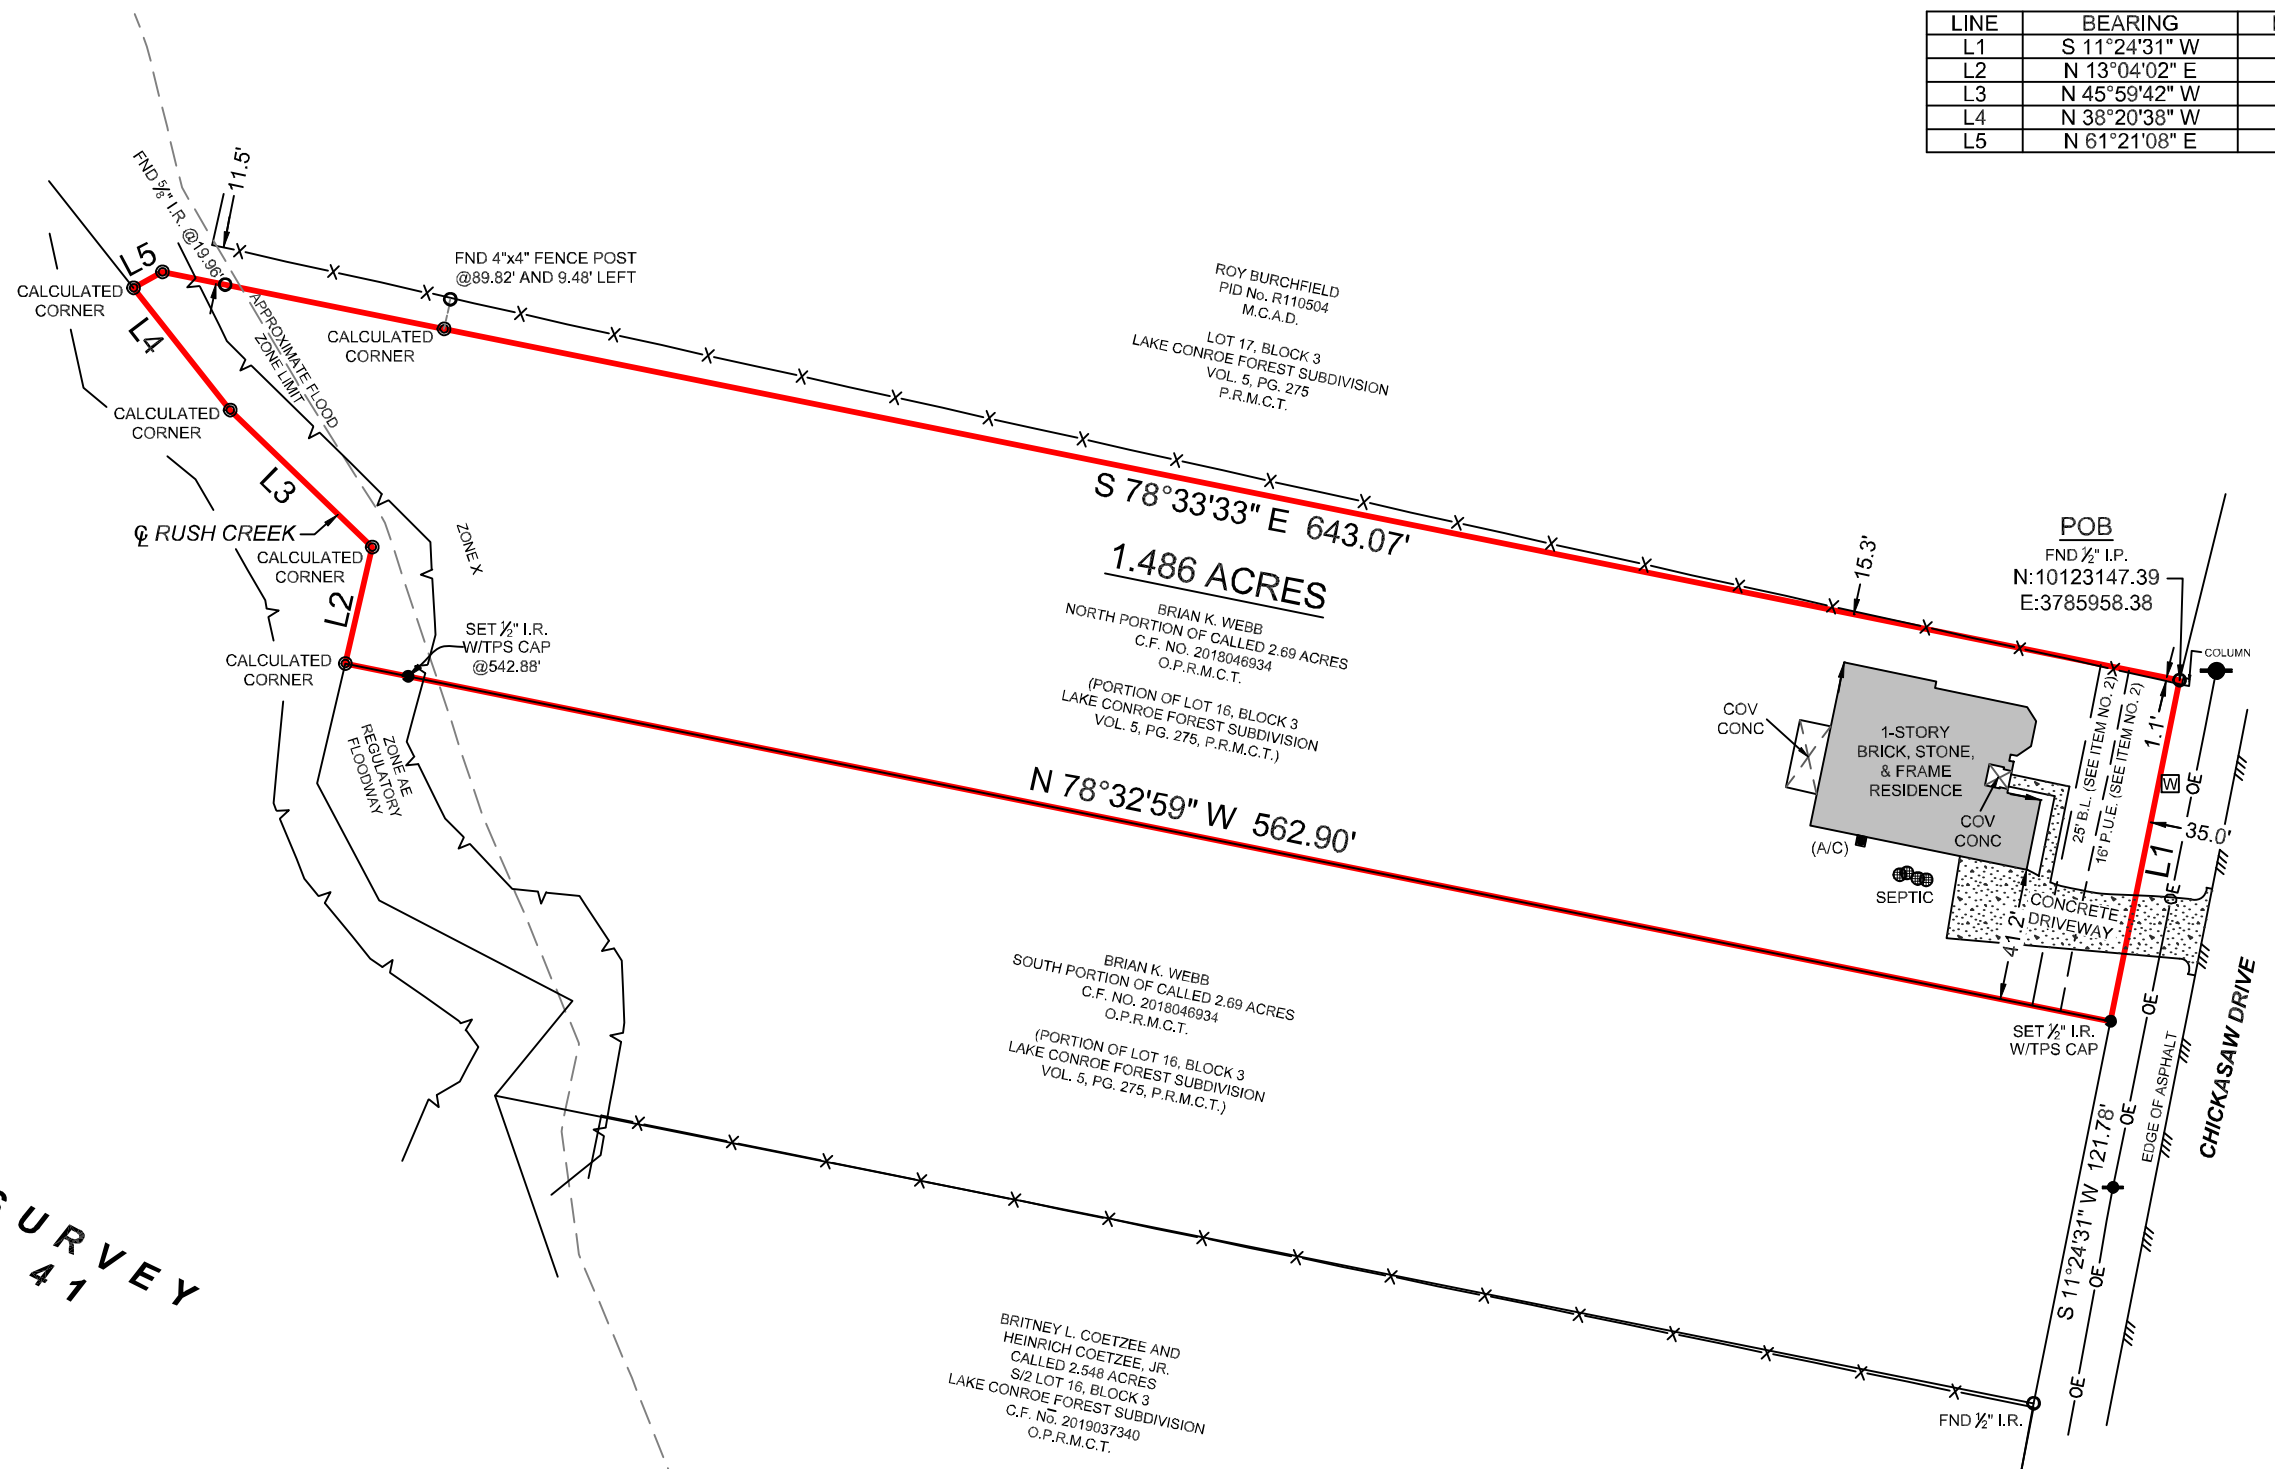 LINE BEARING
L1 S 11°24'31" W
L2 N 13°04'02" E
L3 N 45°59'42" W
L4 N 38°20'38" W
L5 N 61°21'08" E
11.5'
FND ⅝" I.R. @19.96'
L5
CALCULATED
CORNER
L4
FND 4"x4" FENCE POST
@89.82' AND 9.48' LEFT
CALCULATED
CORNER
APPROXIMATE FLOOD
ZONE LIMIT
CALCULATED
CORNER
L3
℄ RUSH CREEK
CALCULATED
CORNER
ZONE X
L2
CALCULATED
CORNER
SET ½" I.R.
W/TPS CAP
@542.88'
ZONE AE
REGULATORY
FLOODWAY
ROY BURCHFIELD
PID No. R110504
M.C.A.D.
LOT 17, BLOCK 3
LAKE CONROE FOREST SUBDIVISION
VOL. 5, PG. 275
P.R.M.C.T.
S 78°33'33" E 643.07'
1.486 ACRES
BRIAN K. WEBB
NORTH PORTION OF CALLED 2.69 ACRES
C.F. NO. 2018046934
O.P.R.M.C.T.
(PORTION OF LOT 16, BLOCK 3
LAKE CONROE FOREST SUBDIVISION
VOL. 5, PG. 275, P.R.M.C.T.)
N 78°32'59" W 562.90'
15.3'
POB
FND ½" I.P.
N:10123147.39
E:3785958.38
COLUMN
COV
CONC
1-STORY
BRICK, STONE,
& FRAME
RESIDENCE
COV
CONC
(A/C)
SEPTIC
25' B.L. (SEE ITEM NO. 2)
16' P.U.E. (SEE ITEM NO. 2)
1.1'
W
OE
35.0'
L1
OE
CONCRETE
DRIVEWAY
41.2'
SET ½" I.R.
W/TPS CAP
OE
EDGE OF ASPHALT
CHICKASAW DRIVE
OE
S 11°24'31" W 121.78'
OE
OE
FND ½" I.R.
BRIAN K. WEBB
SOUTH PORTION OF CALLED 2.69 ACRES
C.F. NO. 2018046934
O.P.R.M.C.T.
(PORTION OF LOT 16, BLOCK 3
LAKE CONROE FOREST SUBDIVISION
VOL. 5, PG. 275, P.R.M.C.T.)
SURVEY
41
BRITNEY L. COETZEE AND
HEINRICH COETZEE, JR.
CALLED 2.548 ACRES
S/2 LOT 16, BLOCK 3
LAKE CONROE FOREST SUBDIVISION
C.F. No. 2019037340
O.P.R.M.C.T.